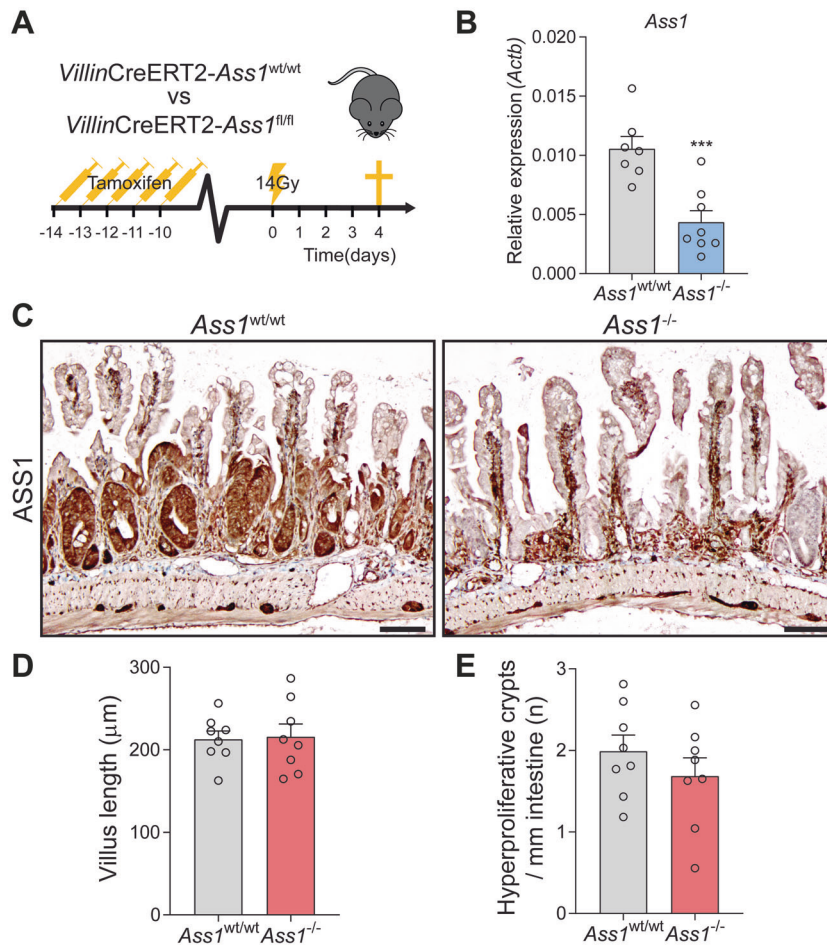 A
VillinCreERT2-Ass1wt/wt
vs
VillinCreERT2-Ass1fl/fl
Tamoxifen
14Gy
-14 -13 -12 -11 -10 0 1 2 3 4
Time(days)
B
Ass1
Relative expression (Actb)
0.020
0.015
0.010
0.005
0.000
***
Ass1wt/wt Ass1-/-
C
Ass1wt/wt Ass1-/-
ASS1
D
Villus length (μm)
300
200
100
0
Ass1wt/wt Ass1-/-
E
Hyperproliferative crypts
/ mm intestine (n)
3
2
1
0
Ass1wt/wt Ass1-/-